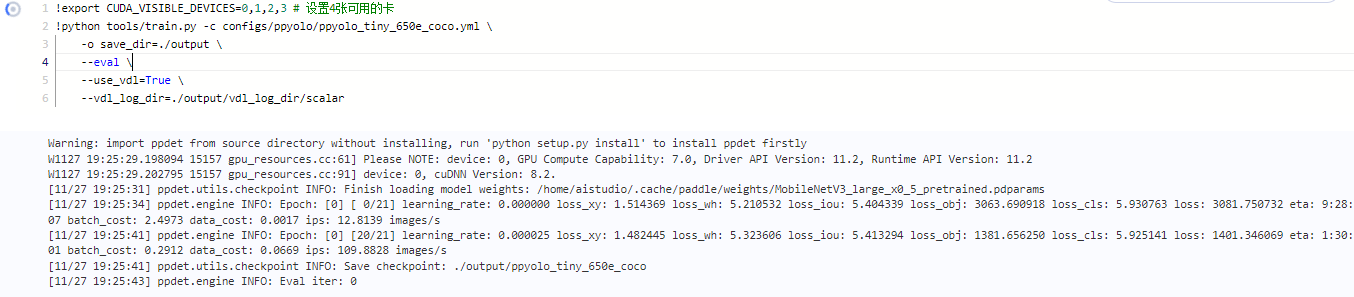 1 !export CUDA_VISIBLE_DEVICES=0,1,2,3 # 设置4张可用的卡
2 !python tools/train.py -c configs/ppyolo/ppyolo_tiny_650e_coco.yml \
3 -o save_dir=./output \
4 --eval \
5 --use_vdl=True \
6 --vdl_log_dir=./output/vdl_log_dir/scalar
Warning: import ppdet from source directory without installing, run 'python setup.py install' to install ppdet firstly
W1127 19:25:29.198094 15157 gpu_resources.cc:61] Please NOTE: device: 0, GPU Compute Capability: 7.0, Driver API Version: 11.2, Runtime API Version: 11.2
W1127 19:25:29.202795 15157 gpu_resources.cc:91] device: 0, cuDNN Version: 8.2.
[11/27 19:25:31] ppdet.utils.checkpoint INFO: Finish loading model weights: /home/aistudio/.cache/paddle/weights/MobileNetV3_large_x0_5_pretrained.pdparams
[11/27 19:25:34] ppdet.engine INFO: Epoch: [0] [ 0/21] learning_rate: 0.000000 loss_xy: 1.514369 loss_wh: 5.210532 loss_iou: 5.404339 loss_obj: 3063.690918 loss_cls: 5.930763 loss: 3081.750732 eta: 9:28:
07 batch_cost: 2.4973 data_cost: 0.0017 ips: 12.8139 images/s
[11/27 19:25:41] ppdet.engine INFO: Epoch: [0] [20/21] learning_rate: 0.000025 loss_xy: 1.482445 loss_wh: 5.323606 loss_iou: 5.413294 loss_obj: 1381.656250 loss_cls: 5.925141 loss: 1401.346069 eta: 1:30:
01 batch_cost: 0.2912 data_cost: 0.0669 ips: 109.8828 images/s
[11/27 19:25:41] ppdet.utils.checkpoint INFO: Save checkpoint: ./output/ppyolo_tiny_650e_coco
[11/27 19:25:43] ppdet.engine INFO: Eval iter: 0